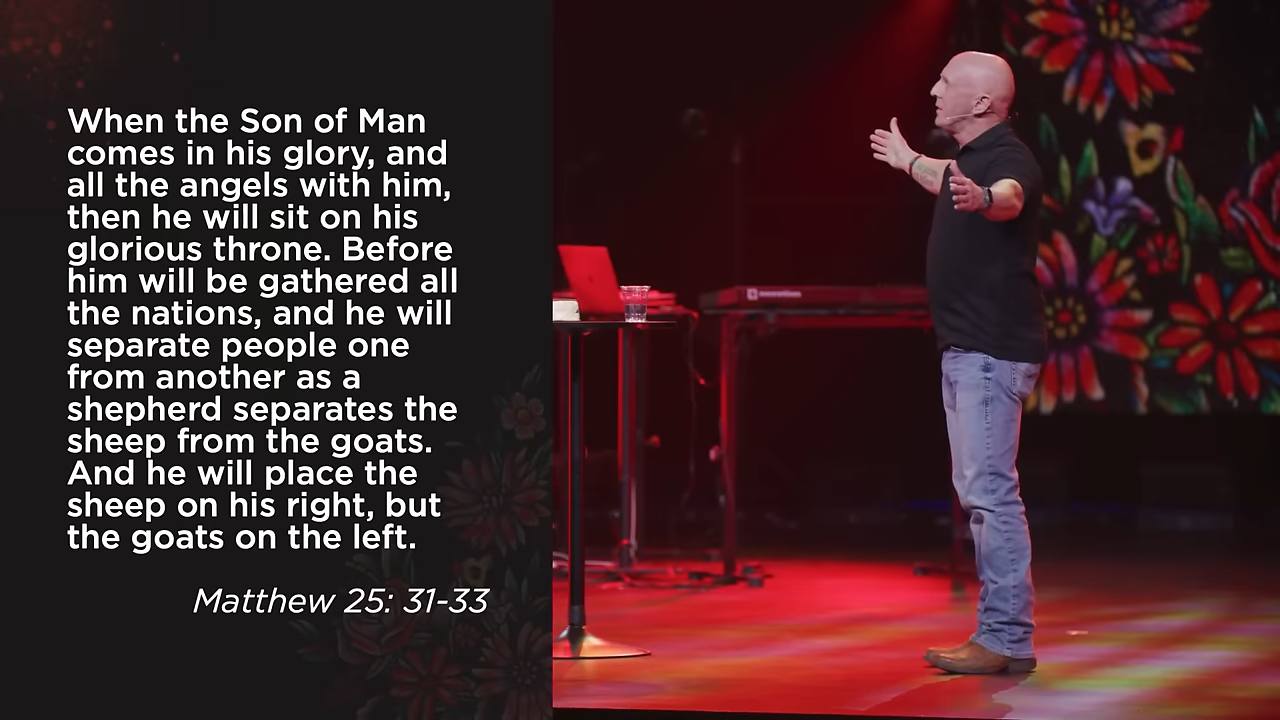 When the Son of Man
comes in his glory, and
all the angels with him,
then he will sit on his
glorious throne. Before
him will be gathered all
the nations, and he will
separate people one
from another as a
shepherd separates the
sheep from the goats.
And he will place the
sheep on his right, but
the goats on the left.
Matthew 25: 31-33
novation